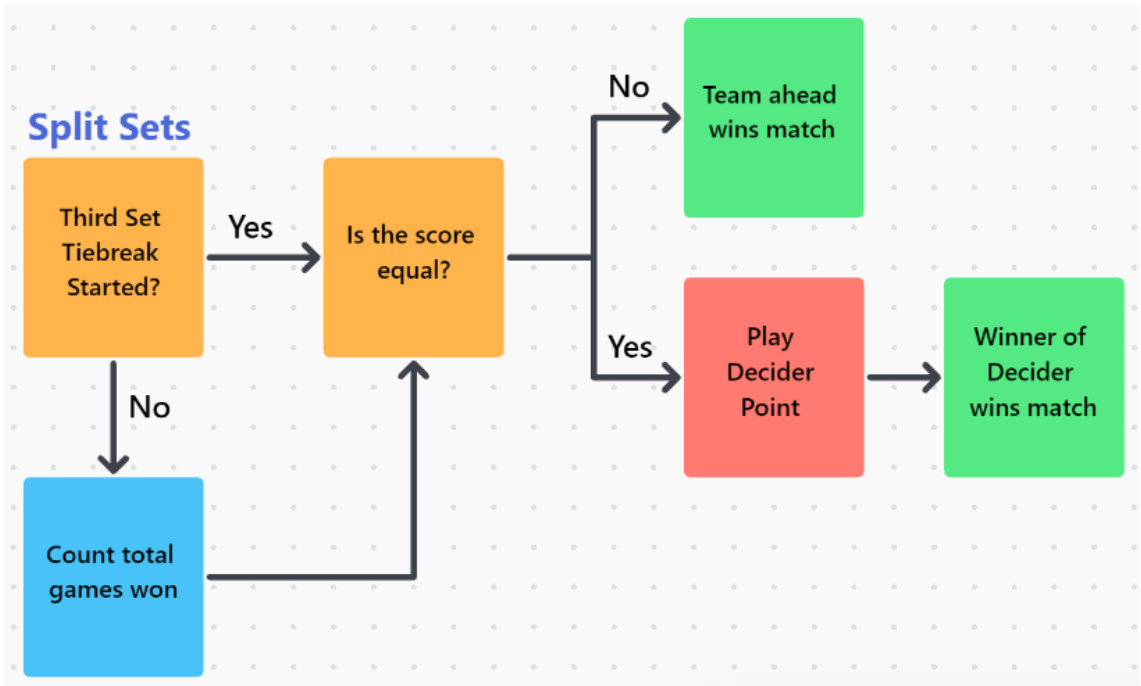 Split Sets
Third Set
Tiebreak
Started?
Yes
Is the score
equal?
No
Team ahead
wins match
Yes
Play
Decider
Point
Winner of
Decider
wins match
No
Count total
games won